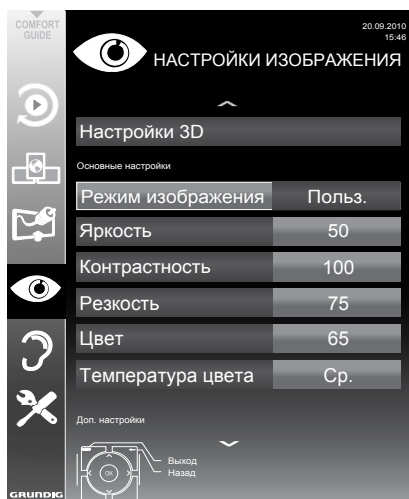 COMFORT
GUIDE
20.09.2010
15:46
НАСТРОЙКИ ИЗОБРАЖЕНИЯ
Настройки 3D
Основные настройки
Режим изображения Польз.
Яркость 50
Контрастность 100
Резкость 75
Цвет 65
Температура цвета Ср.
Доп. настройки
Выход
Назад
OK
GRUNDIG